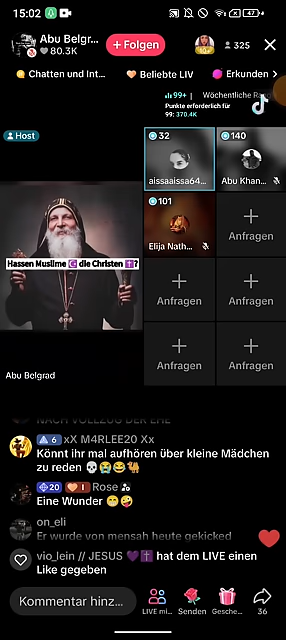 15:02
47
Abu Belgr...
80.3K
+ Folgen
325
Chatten und Int...
Beliebte LIV
Erkunden
99+ | Wöchentliche Ra
Punkte erforderlich für
99: 370.4K
Host
32
140
aissaissa64...
Abu Khan...
101
Anfragen
Elija Nath...
Hassen Muslime die Christen ?
Anfragen
Anfragen
Anfragen
Anfragen
Abu Belgrad
NACH VOLLZUG DER EHE
6 xX M4RLEE20 Xx
Könnt ihr mal aufhören über kleine Mädchen
zu reden
20 1 Rose
Eine Wunder
on_eli
Er wurde von mensah heute gekicked
vio_lein // JESUS hat dem LIVE einen
Like gegeben
Kommentar hinz...
LIVE mi...
Senden
Gesche...
36